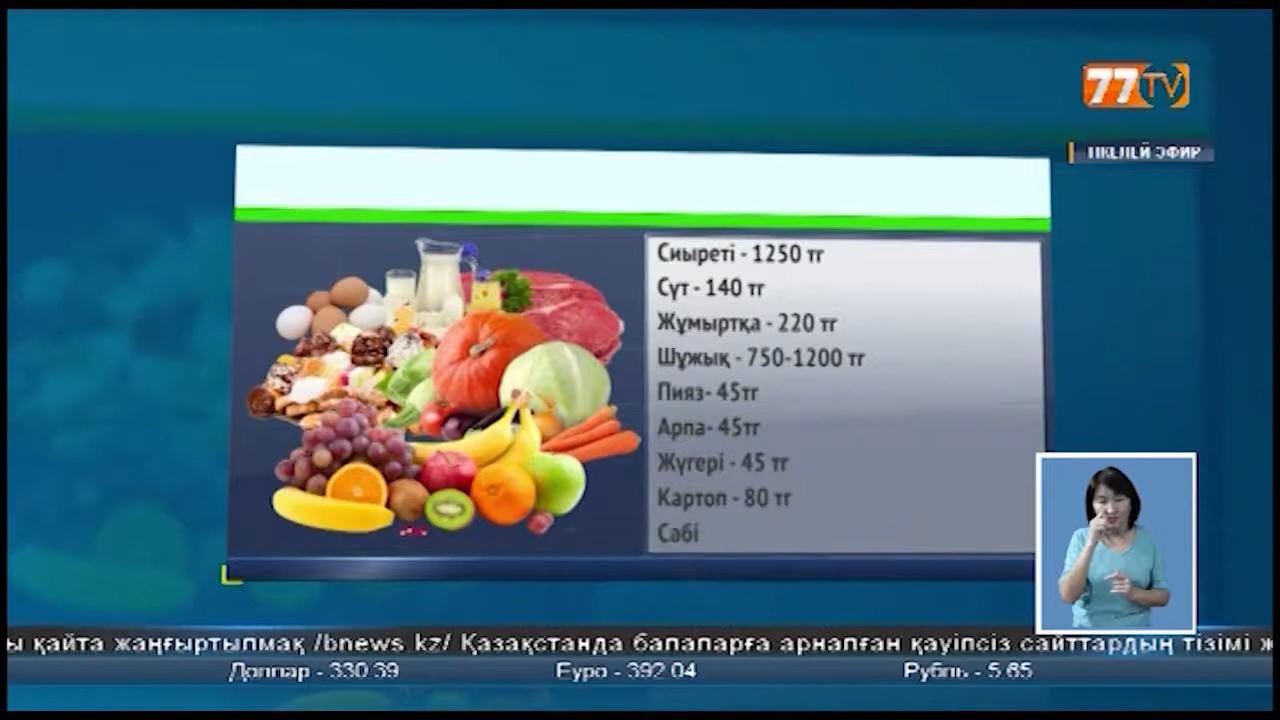 77TV
ТІКЕЛЕЙ ЭФИР
Сиыреті - 1250 тг
Сүт - 140 тг
Жұмыртқа - 220 тг
Шұжық - 750-1200 тг
Пияз- 45тг
Арпа- 45тг
Жүгері - 45 тг
Картоп - 80 тг
Сәбі
ы қайта жаңғыртылмақ /bnews kz/ Қазақстанда балаларға арналған қауіпсіз сайттардың тізімі ж
Доллар - 330.39 Еуро - 392.04 Рубль - 5.65